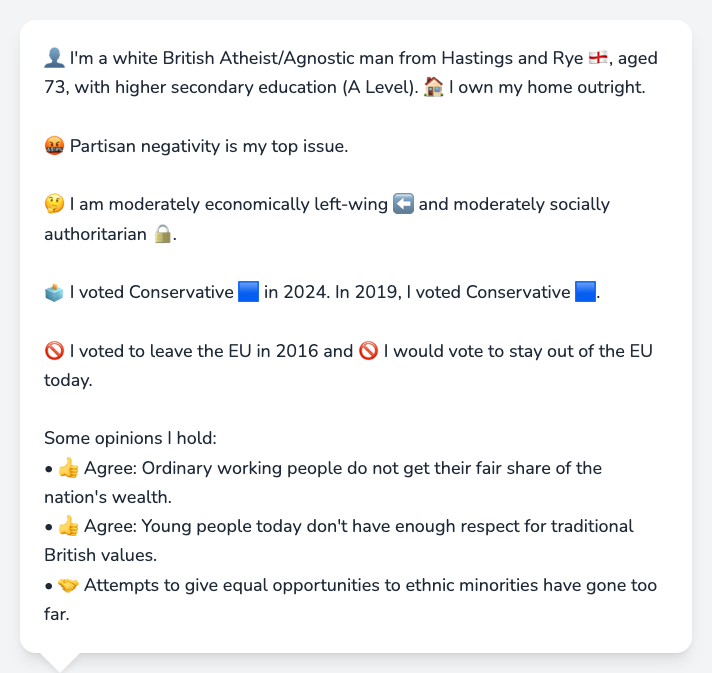 👤 I'm a white British Atheist/Agnostic man from Hastings and Rye 🏴󠁧󠁢󠁥󠁮󠁧󠁿, aged
73, with higher secondary education (A Level). 🏠 I own my home outright.
🤬 Partisan negativity is my top issue.
🤔 I am moderately economically left-wing ⬅️ and moderately socially
authoritarian 🔒.
🗳️ I voted Conservative 🟦 in 2024. In 2019, I voted Conservative 🟦.
🚫 I voted to leave the EU in 2016 and 🚫 I would vote to stay out of the EU
today.
Some opinions I hold:
• 👍 Agree: Ordinary working people do not get their fair share of the
nation's wealth.
• 👍 Agree: Young people today don't have enough respect for traditional
British values.
• 🤝 Attempts to give equal opportunities to ethnic minorities have gone too
far.